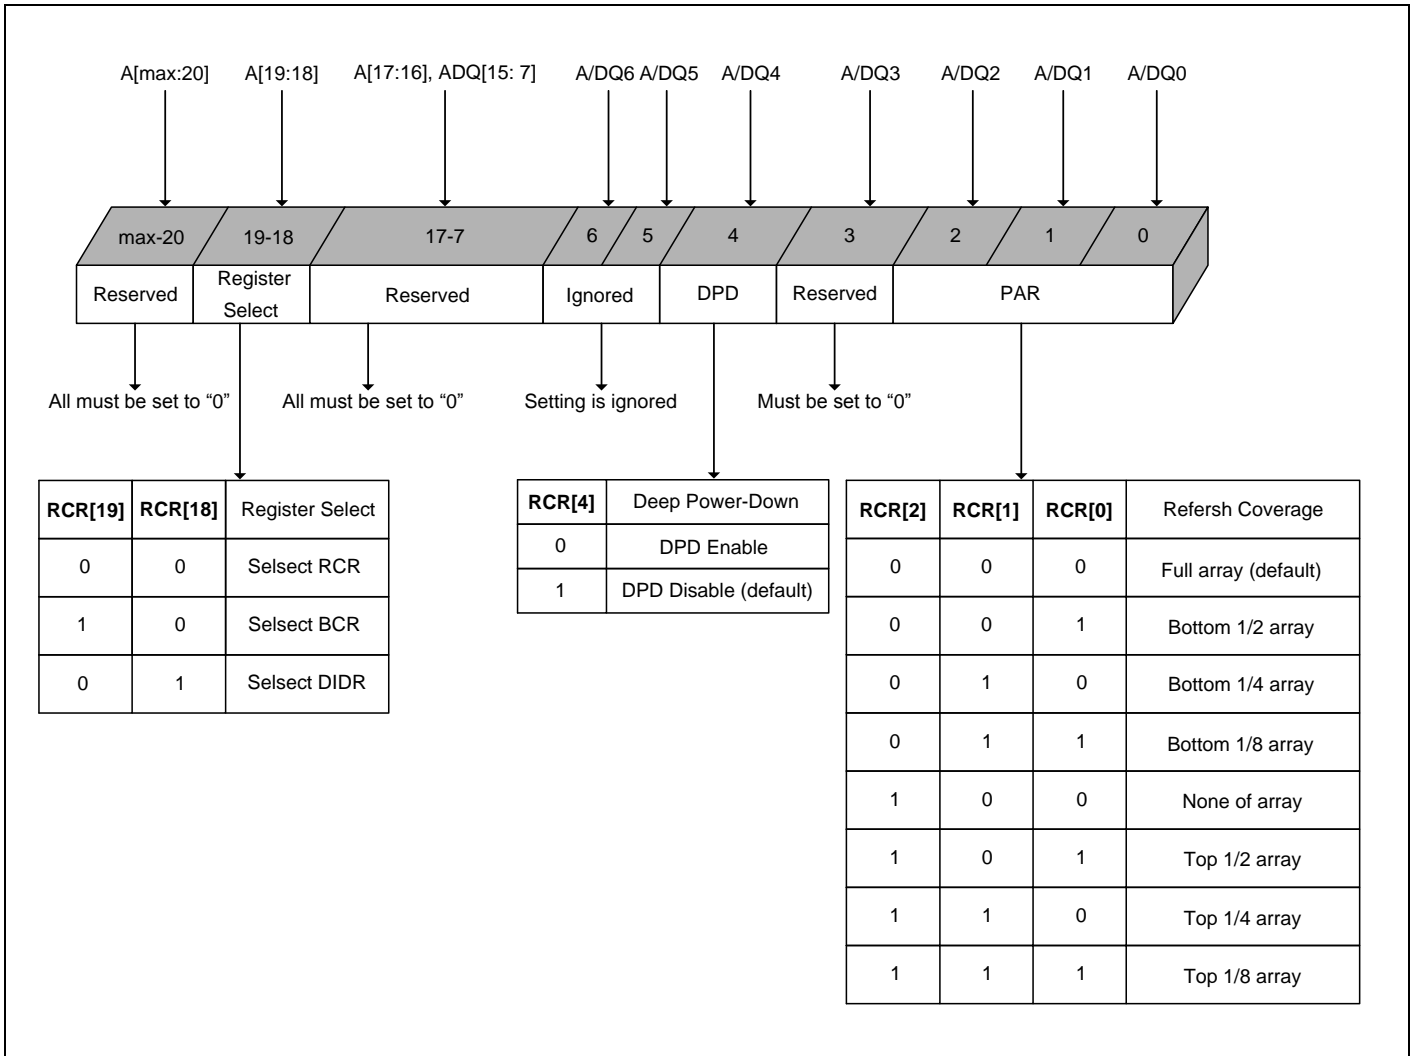 A[max:20] A[19:18] A[17:16], ADQ[15: 7] A/DQ6 A/DQ5 A/DQ4 A/DQ3 A/DQ2 A/DQ1 A/DQ0
max-20 19-18 17-7 6 5 4 3 2 1 0
Reserved Register Select Reserved Ignored DPD Reserved PAR
All must be set to “0” All must be set to “0” Setting is ignored Must be set to “0”
RCR[19] RCR[18] Register Select
0 0 Selsect RCR
1 0 Selsect BCR
0 1 Selsect DIDR
RCR[4] Deep Power-Down
0 DPD Enable
1 DPD Disable (default)
RCR[2] RCR[1] RCR[0] Refersh Coverage
0 0 0 Full array (default)
0 0 1 Bottom 1/2 array
0 1 0 Bottom 1/4 array
0 1 1 Bottom 1/8 array
1 0 0 None of array
1 0 1 Top 1/2 array
1 1 0 Top 1/4 array
1 1 1 Top 1/8 array